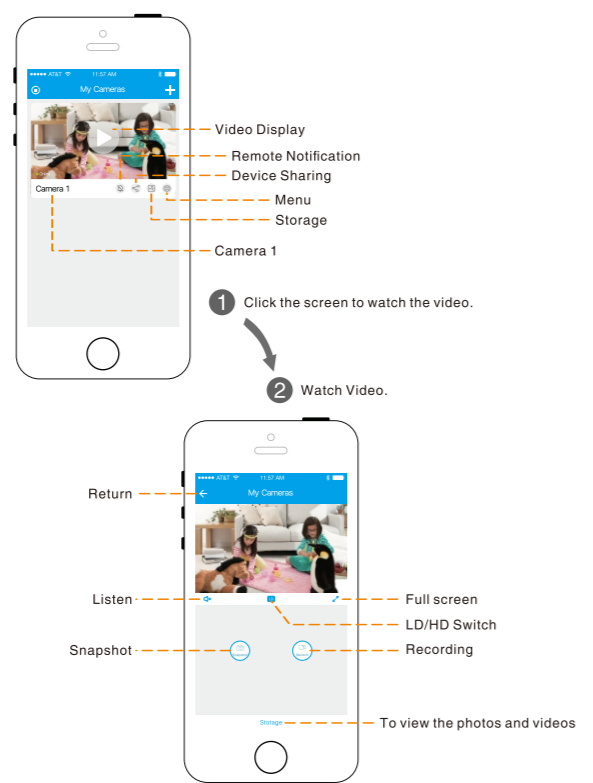 AT&T 11:57 AM
My Cameras
Video Display
Remote Notification
Device Sharing
Camera 1
Menu
Storage
Camera 1
1 Click the screen to watch the video.
2 Watch Video.
AT&T 11:57 AM
Return
My Cameras
Listen
Full screen
LD/HD Switch
Snapshot
Recording
Storage
To view the photos and videos